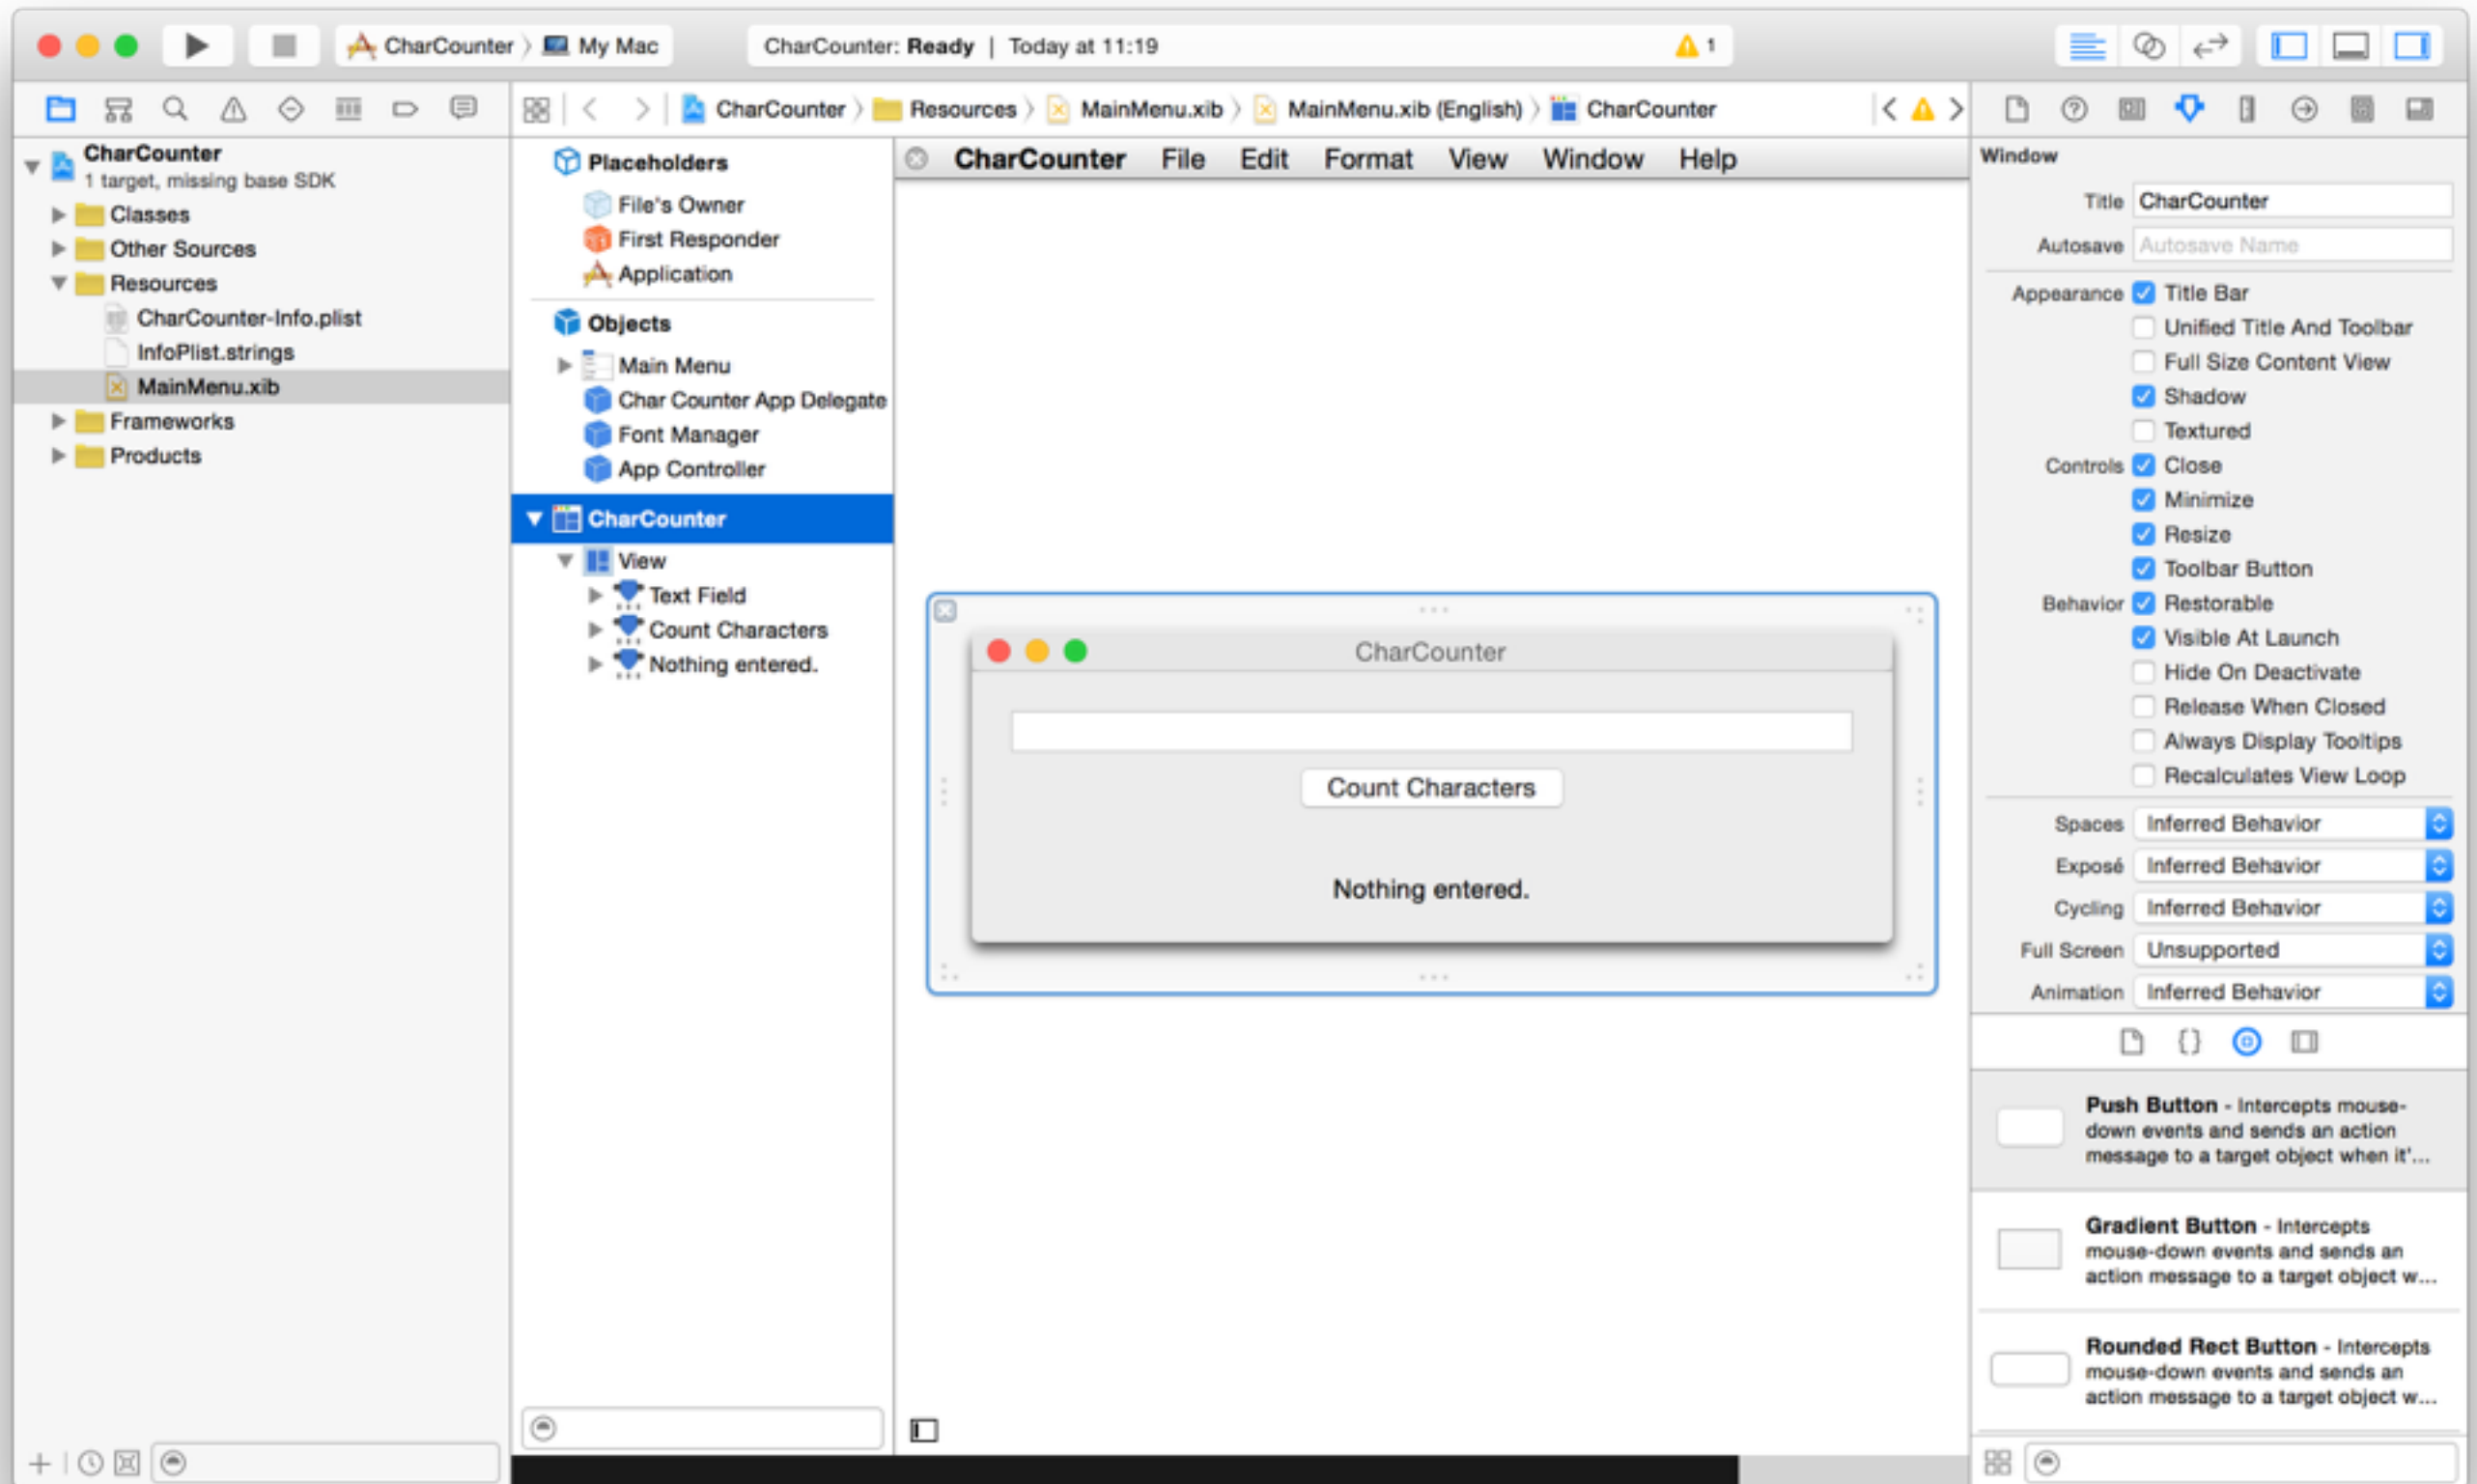 CharCounter My Mac
CharCounter: Ready | Today at 11:19
1
CharCounter
1 target, missing base SDK
Classes
Other Sources
Resources
CharCounter-Info.plist
InfoPlist.strings
MainMenu.xib
Frameworks
Products
CharCounter Resources MainMenu.xib MainMenu.xib (English) CharCounter
Placeholders
File's Owner
First Responder
Application
Objects
Main Menu
Char Counter App Delegate
Font Manager
App Controller
CharCounter
View
Text Field
Count Characters
Nothing entered.
CharCounter File Edit Format View Window Help
CharCounter
Count Characters
Nothing entered.
Window
Title CharCounter
Autosave Autosave Name
Appearance Title Bar
Unified Title And Toolbar
Full Size Content View
Shadow
Textured
Controls Close
Minimize
Resize
Toolbar Button
Behavior Restorable
Visible At Launch
Hide On Deactivate
Release When Closed
Always Display Tooltips
Recalculates View Loop
Spaces Inferred Behavior
Exposé Inferred Behavior
Cycling Inferred Behavior
Full Screen Unsupported
Animation Inferred Behavior
Push Button - Intercepts mouse-
down events and sends an action
message to a target object when it'...
Gradient Button - Intercepts
mouse-down events and sends an
action message to a target object w...
Rounded Rect Button - Intercepts
mouse-down events and sends an
action message to a target object w...